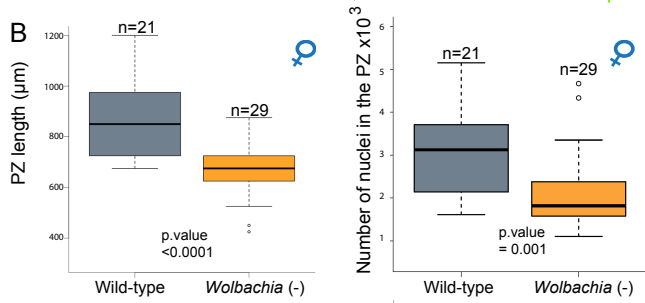 B
PZ length (µm)
1200
1000
800
600
400
n=21
n=29
p.value
<0.0001
Wild-type
Wolbachia (-)
Number of nuclei in the PZ x10³
6
5
4
3
2
1
n=21
n=29
p.value
= 0.001
Wild-type
Wolbachia (-)